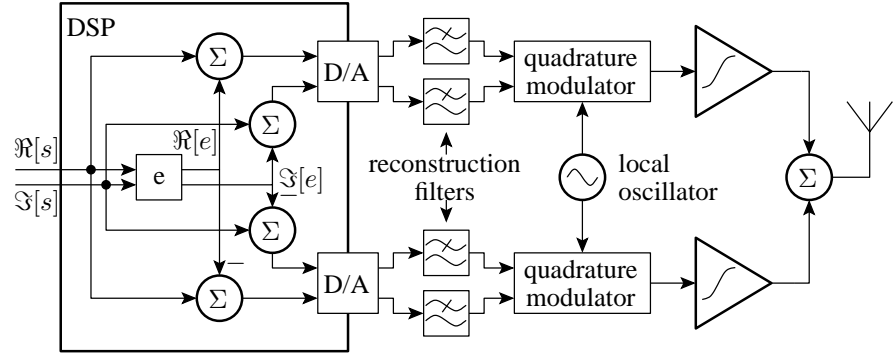 DSP
Σ
D/A
quadrature
modulator
Σ
ℜ[s]
ℜ[e]
e
ℑ[s]
ℑ[e]
reconstruction
filters
local
oscillator
Σ
−
Σ
−
Σ
D/A
quadrature
modulator